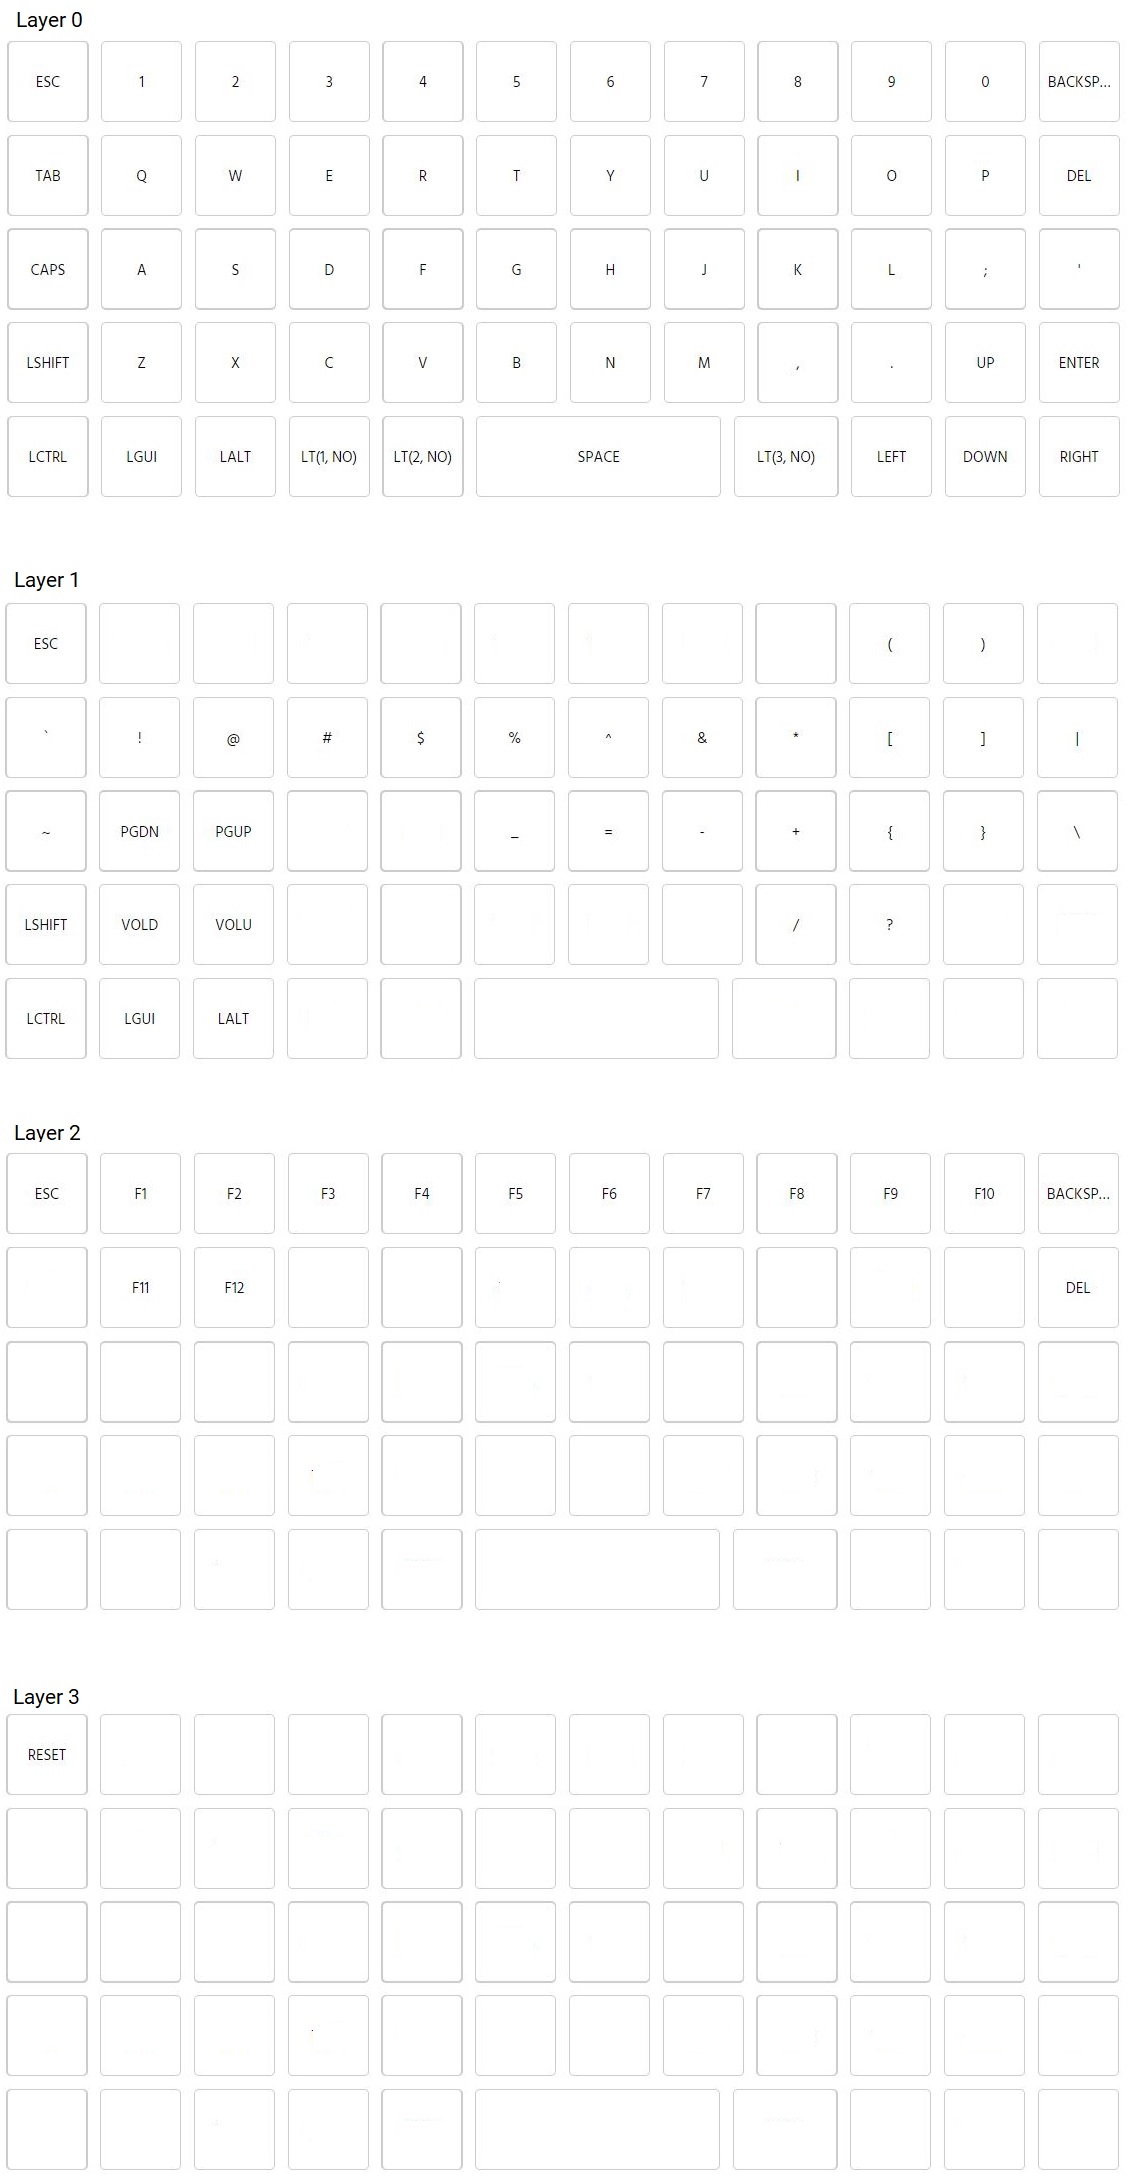 Layer 0
ESC 1 2 3 4 5 6 7 8 9 0 BACKSP...
TAB Q W E R T Y U I O P DEL
CAPS A S D F G H J K L ; '
LSHIFT Z X C V B N M , . UP ENTER
LCTRL LGUI LALT LT(1, NO) LT(2, NO) SPACE LT(3, NO) LEFT DOWN RIGHT
Layer 1
ESC ( )
` ! @ # $ % ^ & * [ ] |
~ PGDN PGUP _ = - + { } \
LSHIFT VOLD VOLU / ?
LCTRL LGUI LALT
Layer 2
ESC F1 F2 F3 F4 F5 F6 F7 F8 F9 F10 BACKSP...
F11 F12 DEL
Layer 3
RESET